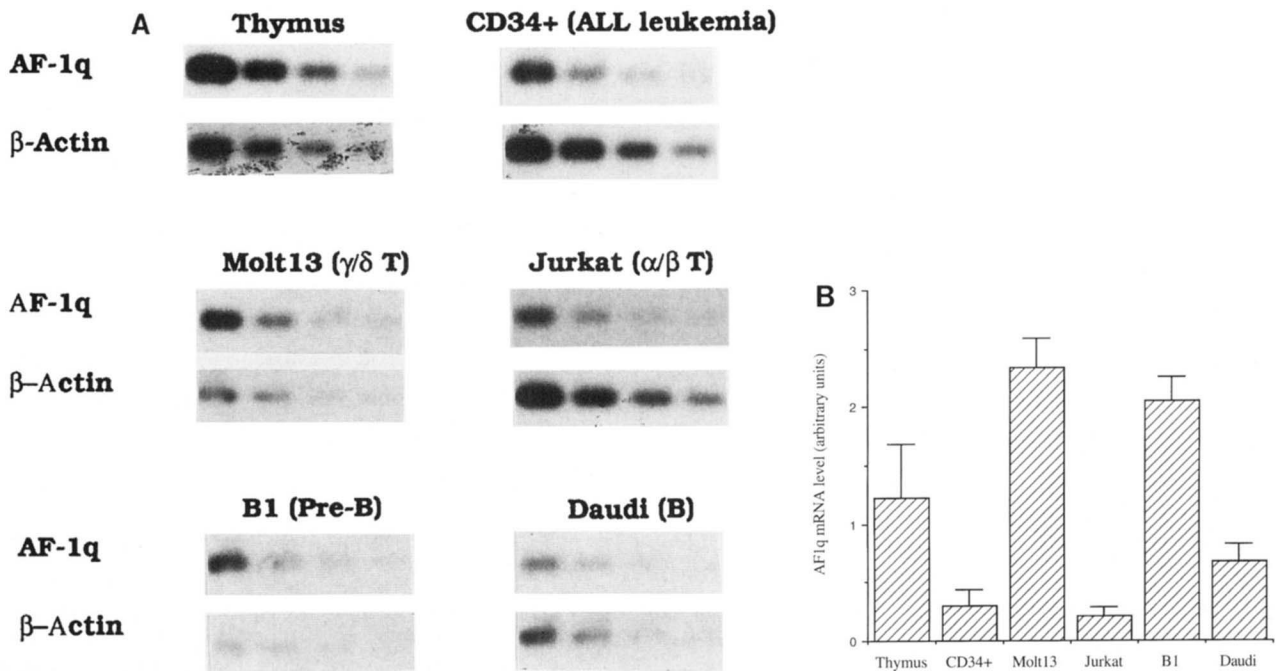 A
Thymus
CD34+ (ALL leukemia)
AF-1q
β-Actin
Molt13 (γ/δ T)
Jurkat (α/β T)
AF-1q
β–Actin
B1 (Pre-B)
Daudi (B)
AF-1q
β–Actin
B
AF1q mRNA level (arbitrary units)
3
2
1
0
Thymus CD34+ Molt13 Jurkat B1 Daudi